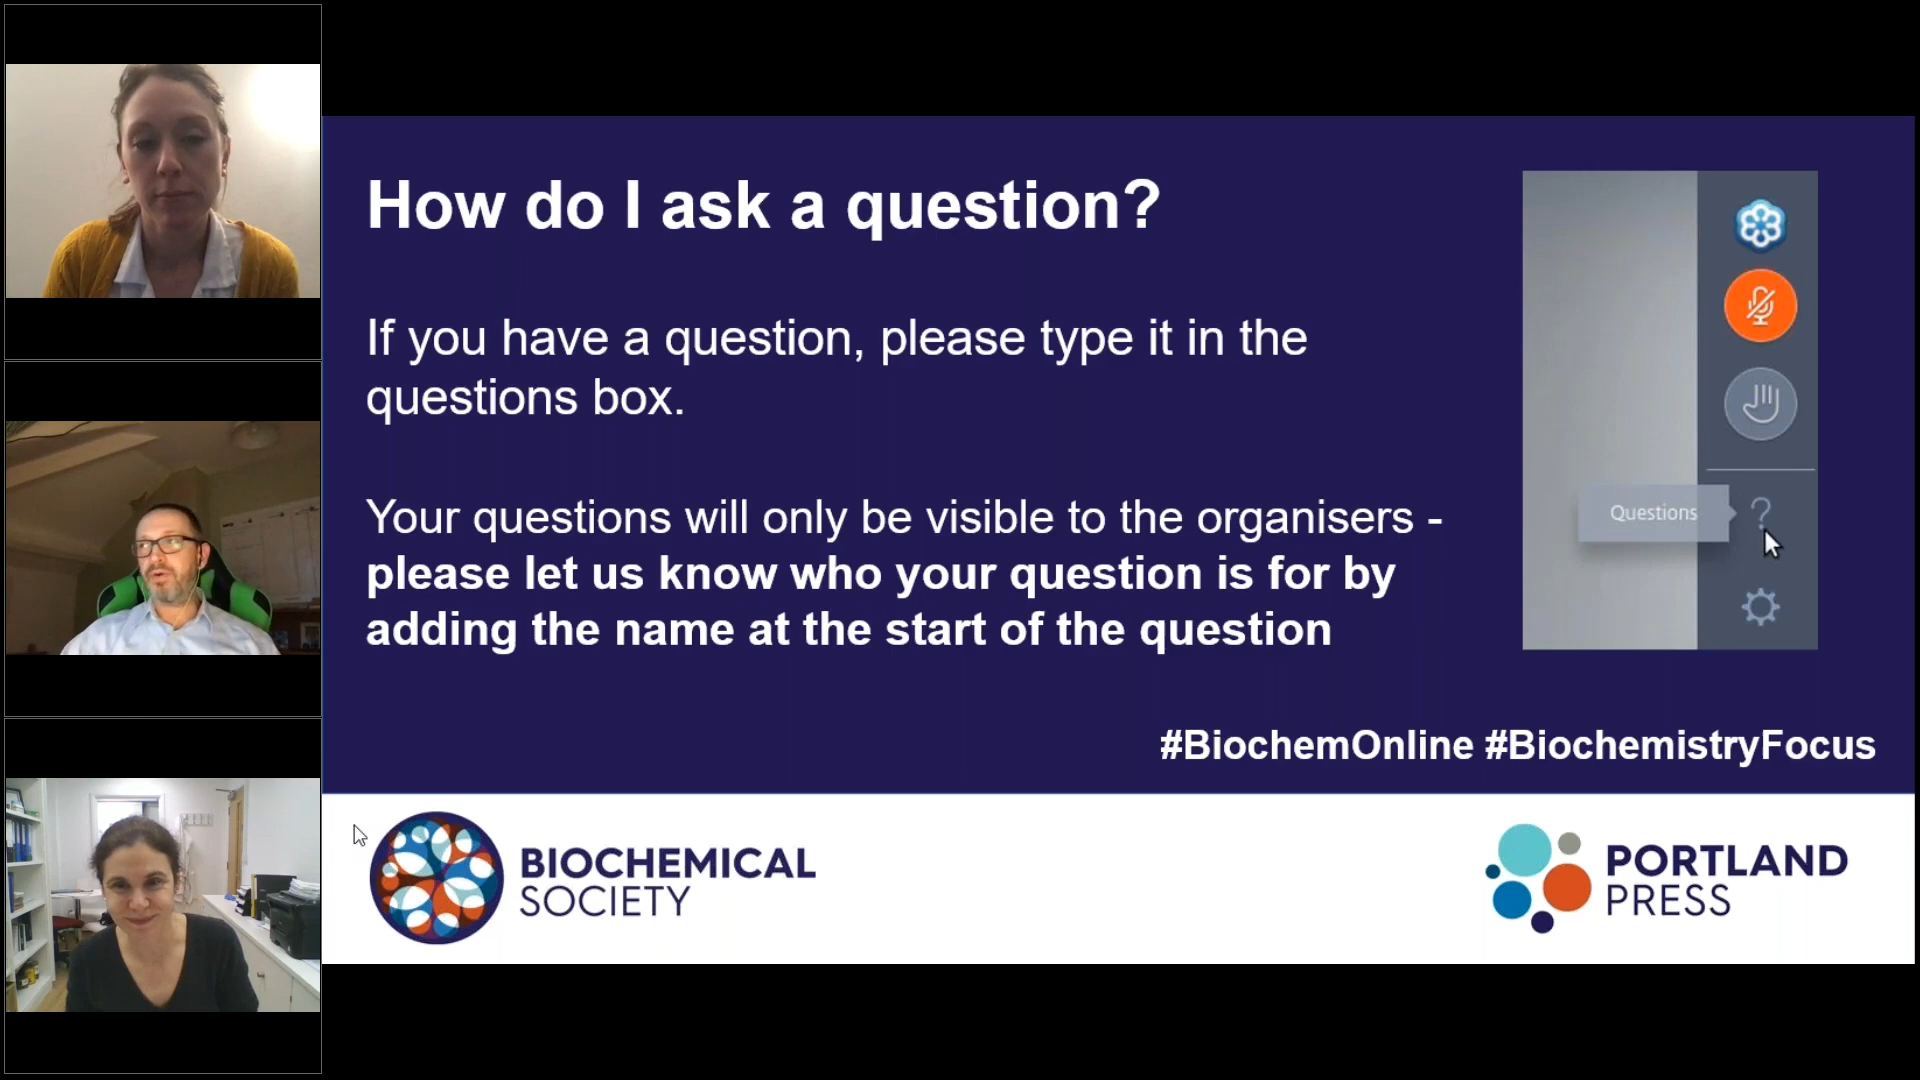 How do I ask a question?
If you have a question, please type it in the
questions box.
Your questions will only be visible to the organisers -
please let us know who your question is for by
adding the name at the start of the question
Questions
#BiochemOnline #BiochemistryFocus
BIOCHEMICAL
SOCIETY
PORTLAND
PRESS